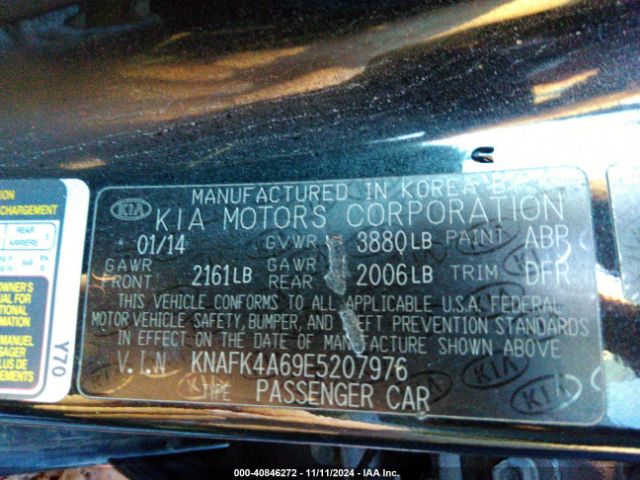 MANUFACTURED IN KOREA BY
KIA KIA MOTORS CORPORATION
01/14 GVWR 3880LB PAINT ABP
GAWR FRONT 2161LB GAWR REAR 2006LB TRIM DFR
THIS VEHICLE CONFORMS TO ALL APPLICABLE U.S.A. FEDERAL
MOTOR VEHICLE SAFETY, BUMPER, AND THEFT PREVENTION STANDARDS
IN EFFECT ON THE DATE OF MANUFACTURE SHOWN ABOVE
V.I.N KNAFK4A69E5207976
TYPE PASSENGER CAR
CHARGEMENT
REAR
ARRIÈRE
Y70
000-40846272 - 11/11/2024 - IAA Inc.